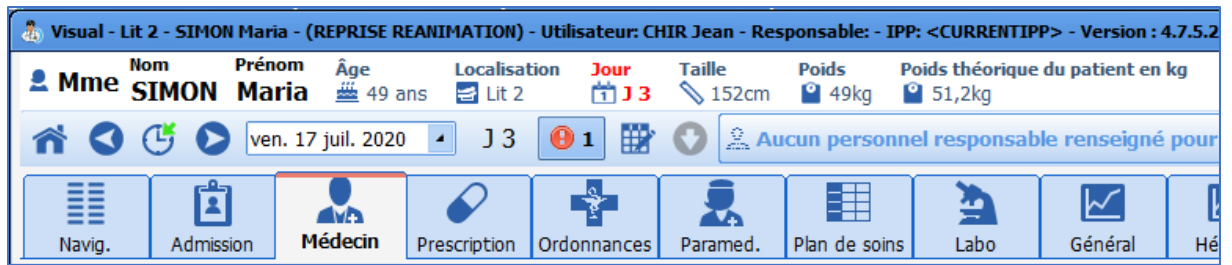 Visual - Lit 2 - SIMON Maria - (REPRISE REANIMATION) - Utilisateur: CHIR Jean - Responsable: - IPP: <CURRENTIPP> - Version : 4.7.5.2
Mme Nom Prénom Âge Localisation Jour Taille Poids Poids théorique du patient en kg
SIMON Maria 49 ans Lit 2 J 3 152cm 49kg 51,2kg
ven. 17 juil. 2020 J 3 1 Aucun personnel responsable renseigné pour
Navig. Admission Médecin Prescription Ordonnances Paramed. Plan de soins Labo Général Hé